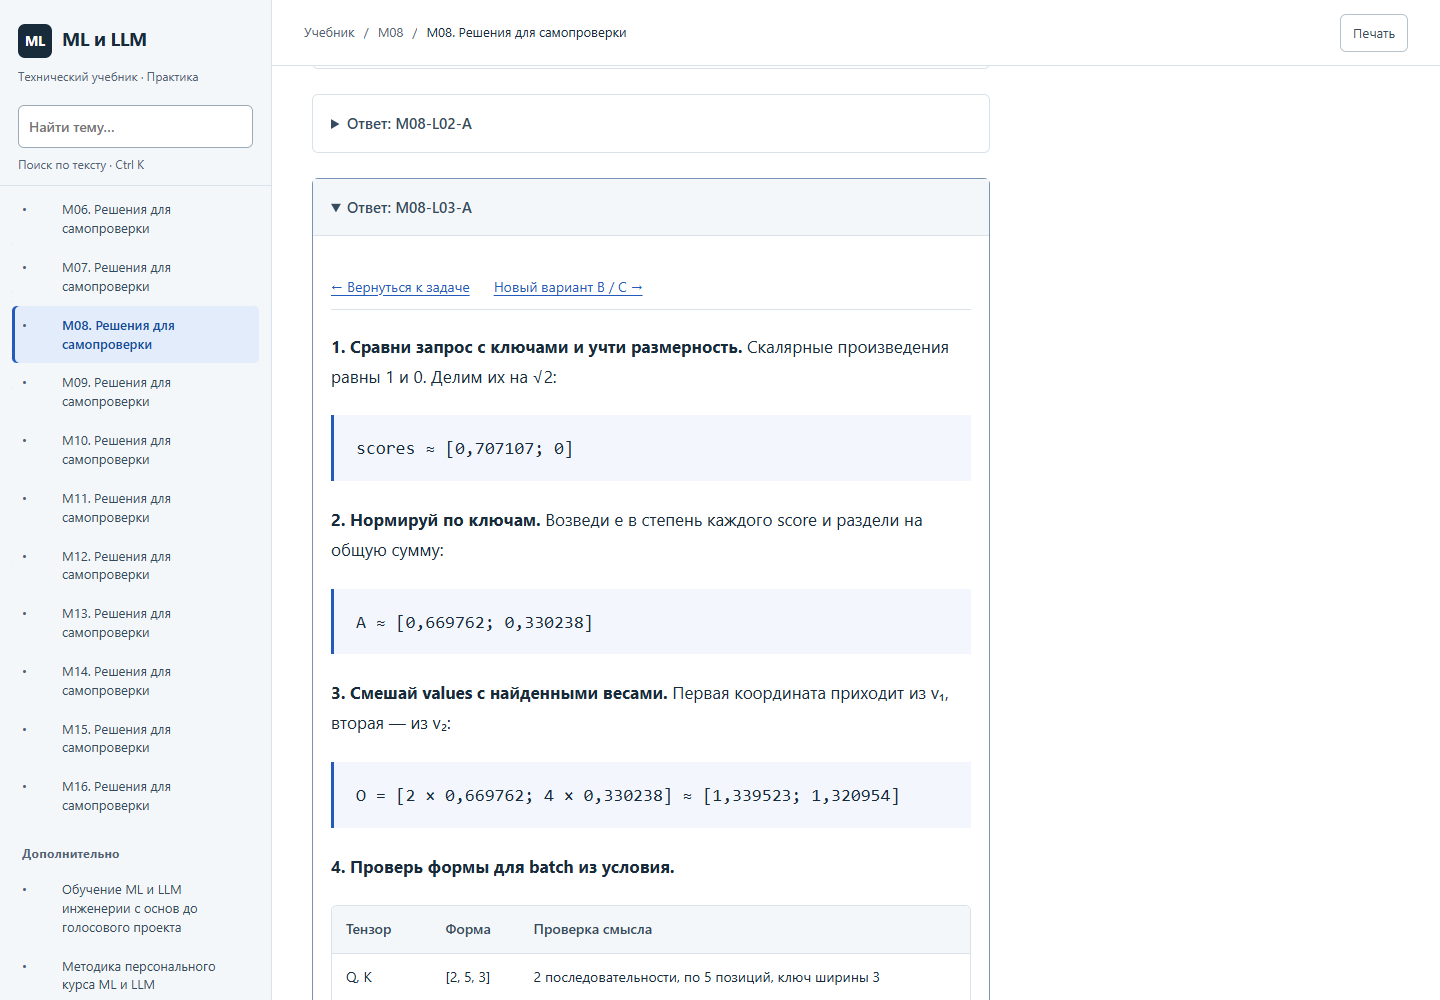 ML
ML и LLM
Технический учебник · Практика
Найти тему...
Поиск по тексту · Ctrl K
• M06. Решения для
самопроверки
• M07. Решения для
самопроверки
• M08. Решения для
самопроверки
• M09. Решения для
самопроверки
• M10. Решения для
самопроверки
• M11. Решения для
самопроверки
• M12. Решения для
самопроверки
• M13. Решения для
самопроверки
• M14. Решения для
самопроверки
• M15. Решения для
самопроверки
• M16. Решения для
самопроверки
Дополнительно
• Обучение ML и LLM
инженерии с основ до
голосового проекта
• Методика персонального
курса ML и LLM
Учебник / M08 / M08. Решения для самопроверки
Печать
▶ Ответ: M08-L02-A
▼ Ответ: M08-L03-A
← Вернуться к задаче Новый вариант B / C →
1. Сравни запрос с ключами и учти размерность. Скалярные произведения
равны 1 и 0. Делим их на √2:
scores ≈ [0,707107; 0]
2. Нормируй по ключам. Возведи e в степень каждого score и раздели на
общую сумму:
A ≈ [0,669762; 0,330238]
3. Смешай values с найденными весами. Первая координата приходит из v₁,
вторая — из v₂:
O = [2 × 0,669762; 4 × 0,330238] ≈ [1,339523; 1,320954]
4. Проверь формы для batch из условия.
Тензор Форма Проверка смысла
Q, K [2, 5, 3] 2 последовательности, по 5 позиций, ключ ширины 3